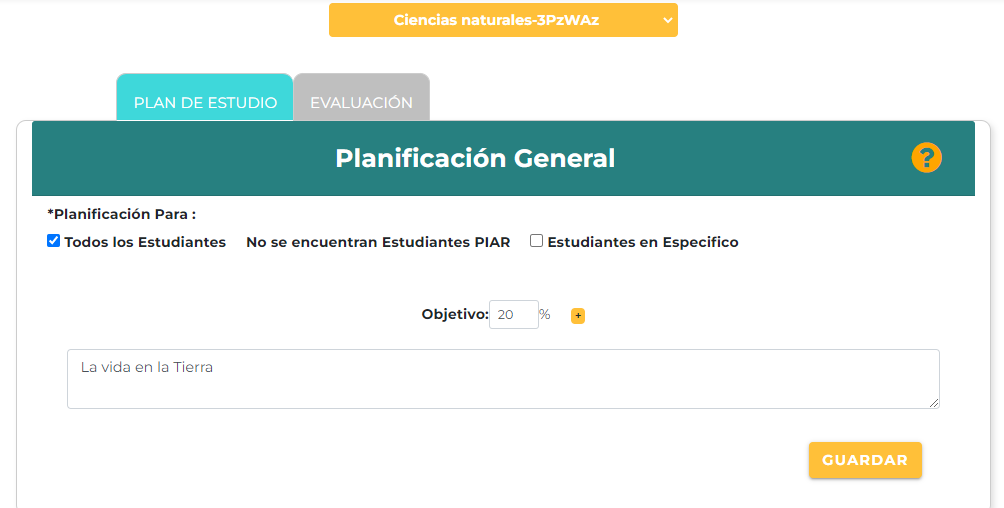 Ciencias naturales-3PzWAz
PLAN DE ESTUDIO EVALUACIÓN
Planificación General ?
*Planificación Para :
Todos los Estudiantes No se encuentran Estudiantes PIAR Estudiantes en Especifico
Objetivo: 20 % +
La vida en la Tierra
GUARDAR